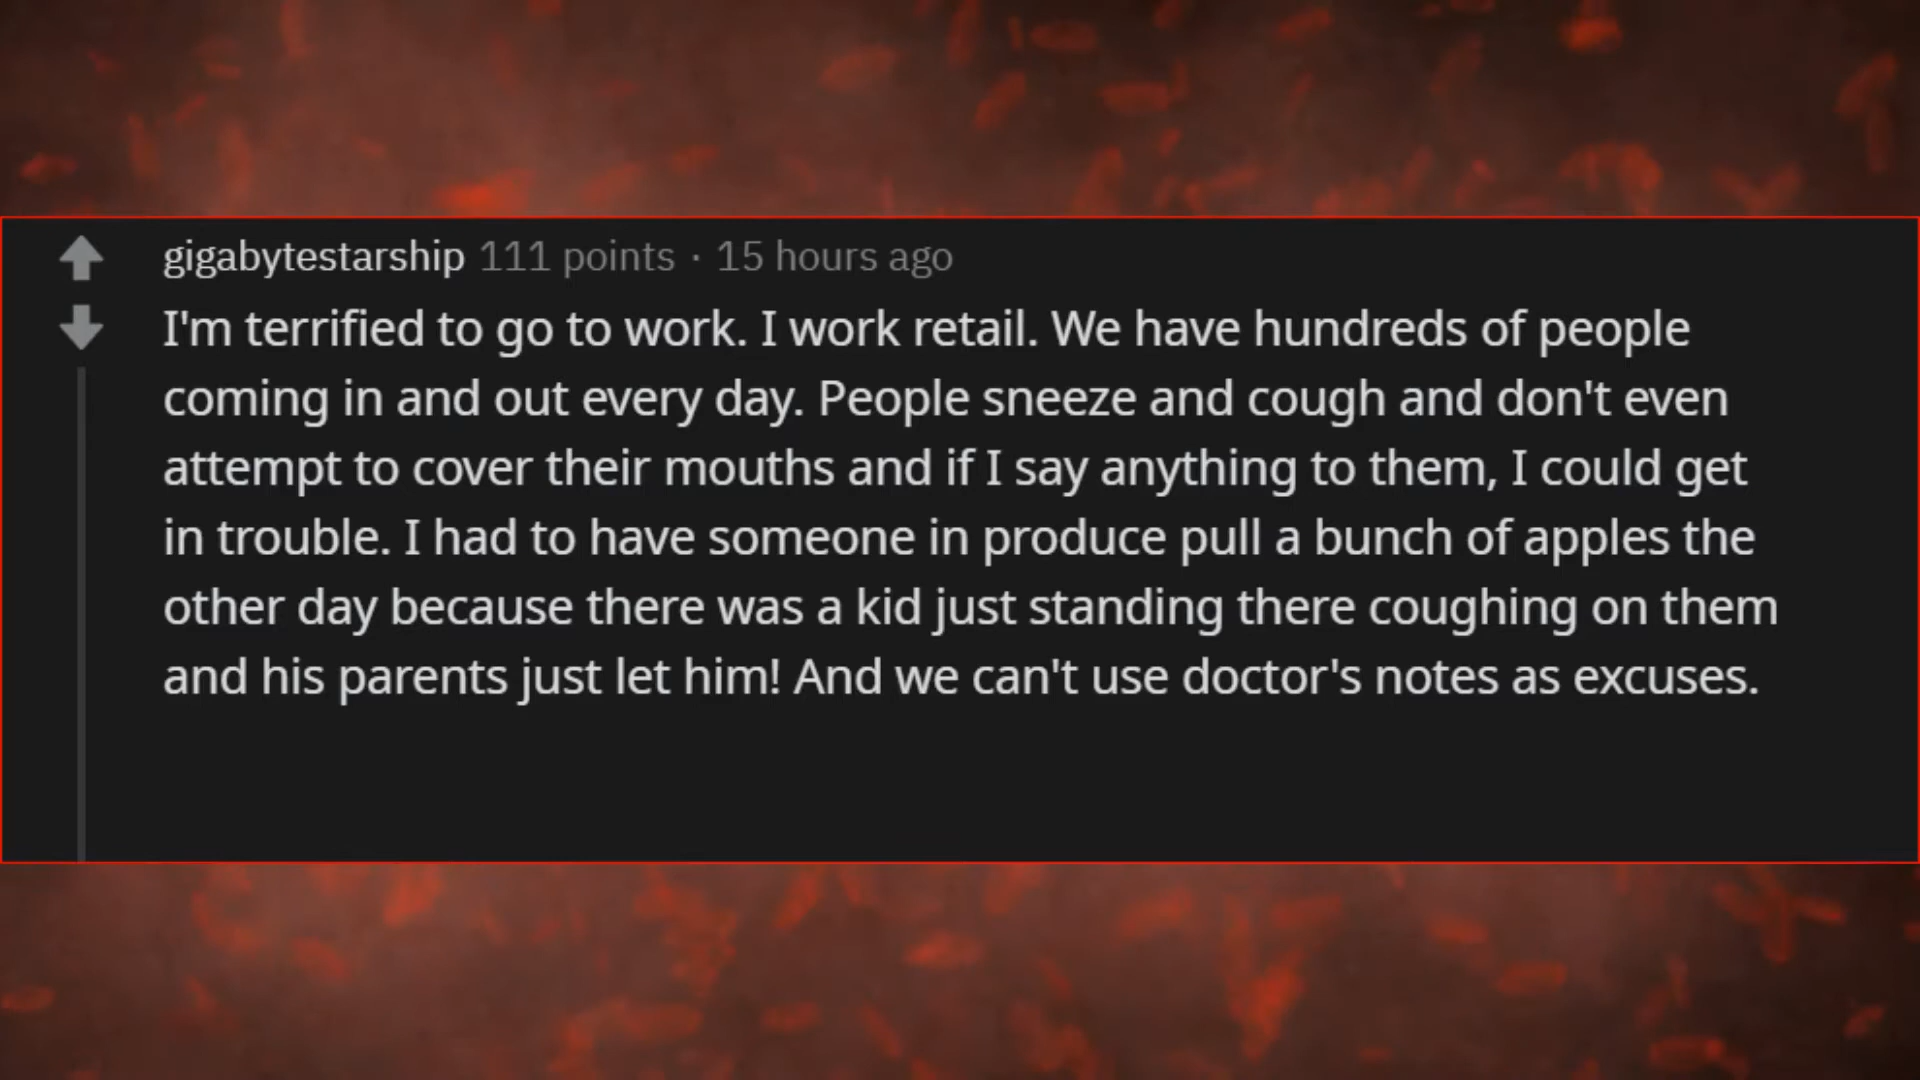 gigabytestarship 111 points · 15 hours ago
I'm terrified to go to work. I work retail. We have hundreds of people
coming in and out every day. People sneeze and cough and don't even
attempt to cover their mouths and if I say anything to them, I could get
in trouble. I had to have someone in produce pull a bunch of apples the
other day because there was a kid just standing there coughing on them
and his parents just let him! And we can't use doctor's notes as excuses.